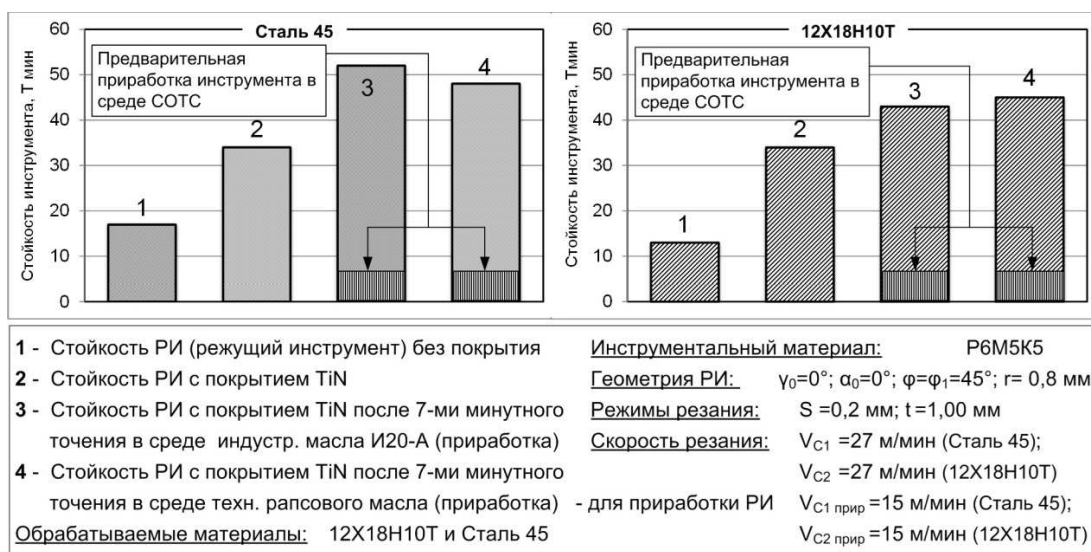 Сталь 45
Стойкость инструмента, Т мин
60
50
40
30
20
10
0
Предварительная
приработка инструмента в
среде СОТС
1
2
3
4
12Х18Н10Т
Стойкость инструмента, Тмин
60
50
40
30
20
10
0
Предварительная
приработка инструмента в
среде СОТС
1
2
3
4
1 - Стойкость РИ (режущий инструмент) без покрытия
2 - Стойкость РИ с покрытием TiN
3 - Стойкость РИ с покрытием TiN после 7-ми минутного
точения в среде индустр. масла И20-А (приработка)
4 - Стойкость РИ с покрытием TiN после 7-ми минутного
точения в среде техн. рапсового масла (приработка)
Обрабатываемые материалы: 12Х18Н10Т и Сталь 45
Инструментальный материал: Р6М5К5
Геометрия РИ: γ₀=0°; α₀=0°; φ=φ₁=45°; r= 0,8 мм
Режимы резания: S =0,2 мм; t =1,00 мм
Скорость резания: V_C1 =27 м/мин (Сталь 45);
V_C2 =27 м/мин (12Х18Н10Т)
- для приработки РИ V_C1 прир =15 м/мин (Сталь 45);
V_C2 прир =15 м/мин (12Х18Н10Т)